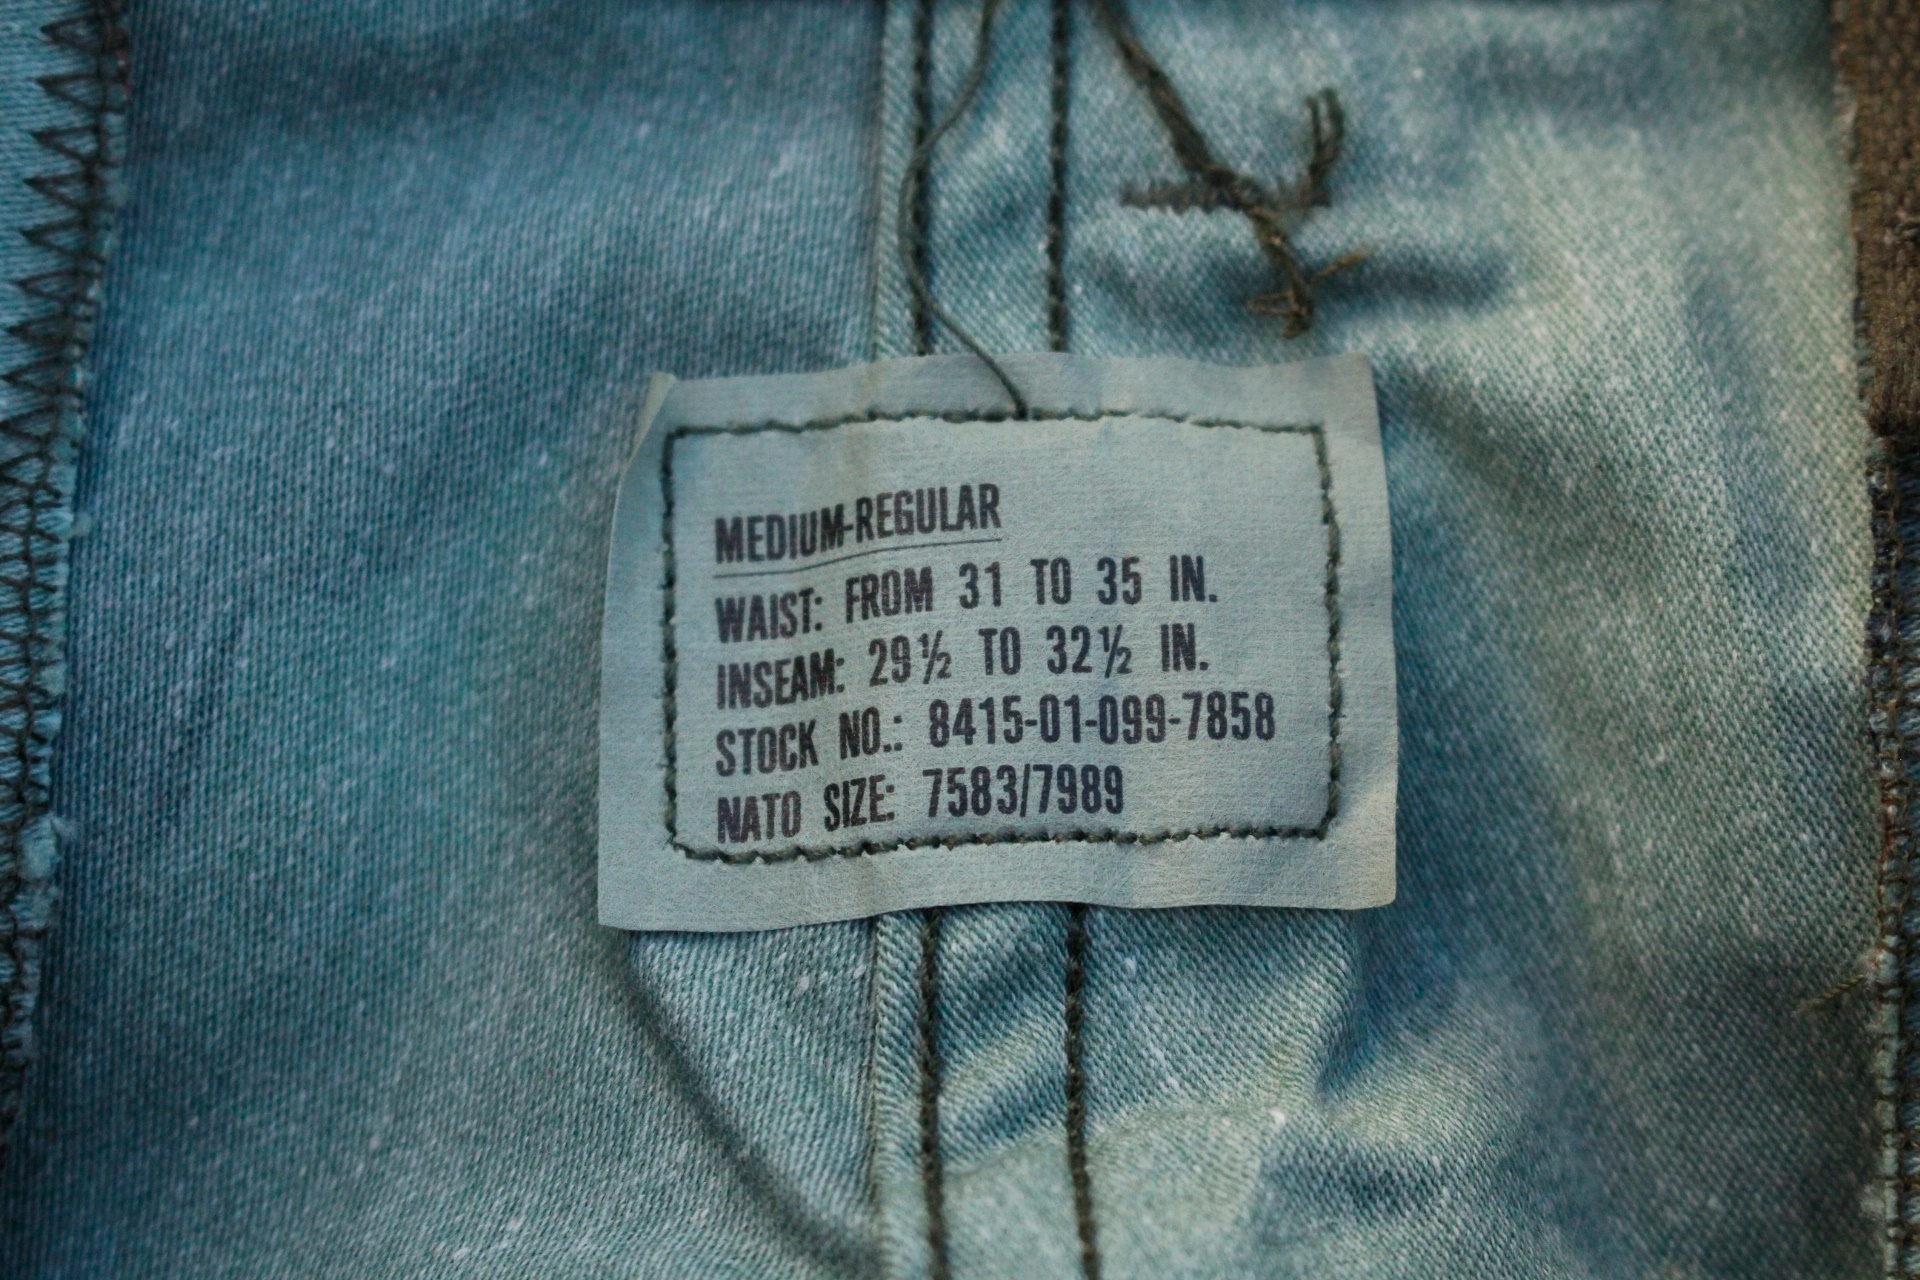 MEDIUM-REGULAR
WAIST: FROM 31 TO 35 IN.
INSEAM: 29½ TO 32½ IN.
STOCK NO.: 8415-01-099-7858
NATO SIZE: 7583/7989